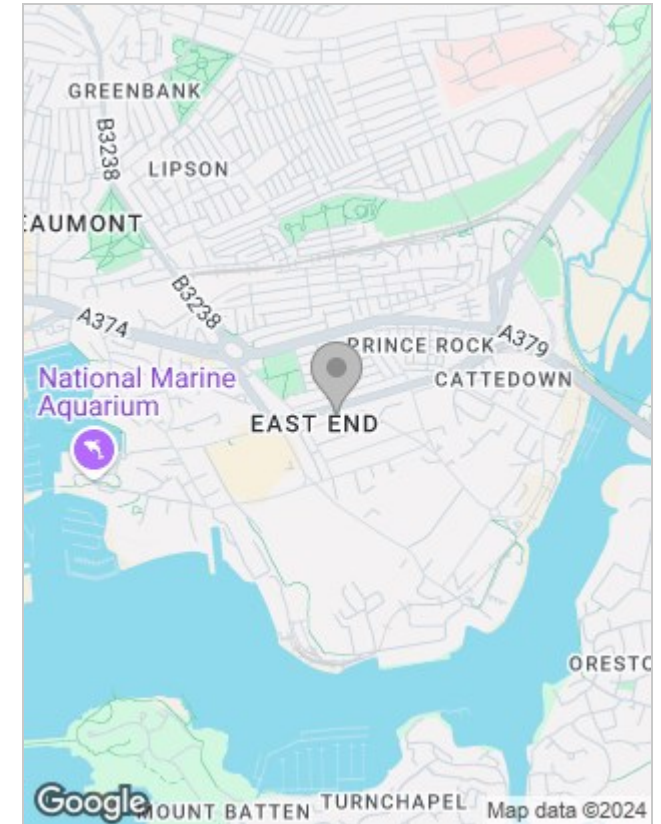 GREENBANK
B3238
LIPSON
EAUMONT
B3238
A374
PRINCE ROCK
A379
National Marine
Aquarium
CATTEDOWN
EAST END
ORESTO
Google
MOUNT BATTEN
TURNCHAPEL
Map data ©2024